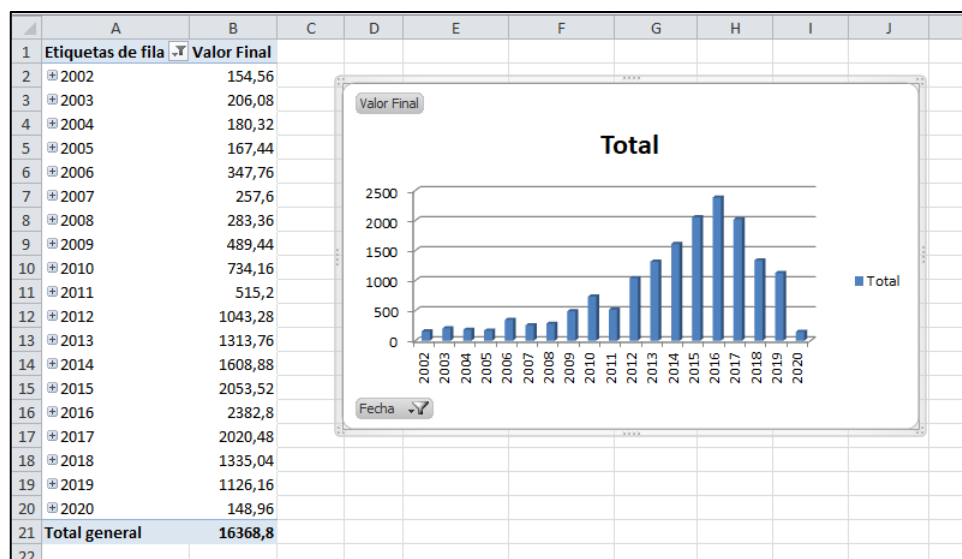 A B C D E F G H I J
1 Etiquetas de fila Valor Final
2 2002 154,56
3 2003 206,08
4 2004 180,32
5 2005 167,44
6 2006 347,76
7 2007 257,6
8 2008 283,36
9 2009 489,44
10 2010 734,16
11 2011 515,2
12 2012 1043,28
13 2013 1313,76
14 2014 1608,88
15 2015 2053,52
16 2016 2382,8
17 2017 2020,48
18 2018 1335,04
19 2019 1126,16
20 2020 148,96
21 Total general 16368,8
22
Valor Final
Total
2500
2000
1500
1000
500
0
2002 2003 2004 2005 2006 2007 2008 2009 2010 2011 2012 2013 2014 2015 2016 2017 2018 2019 2020
Total
Fecha